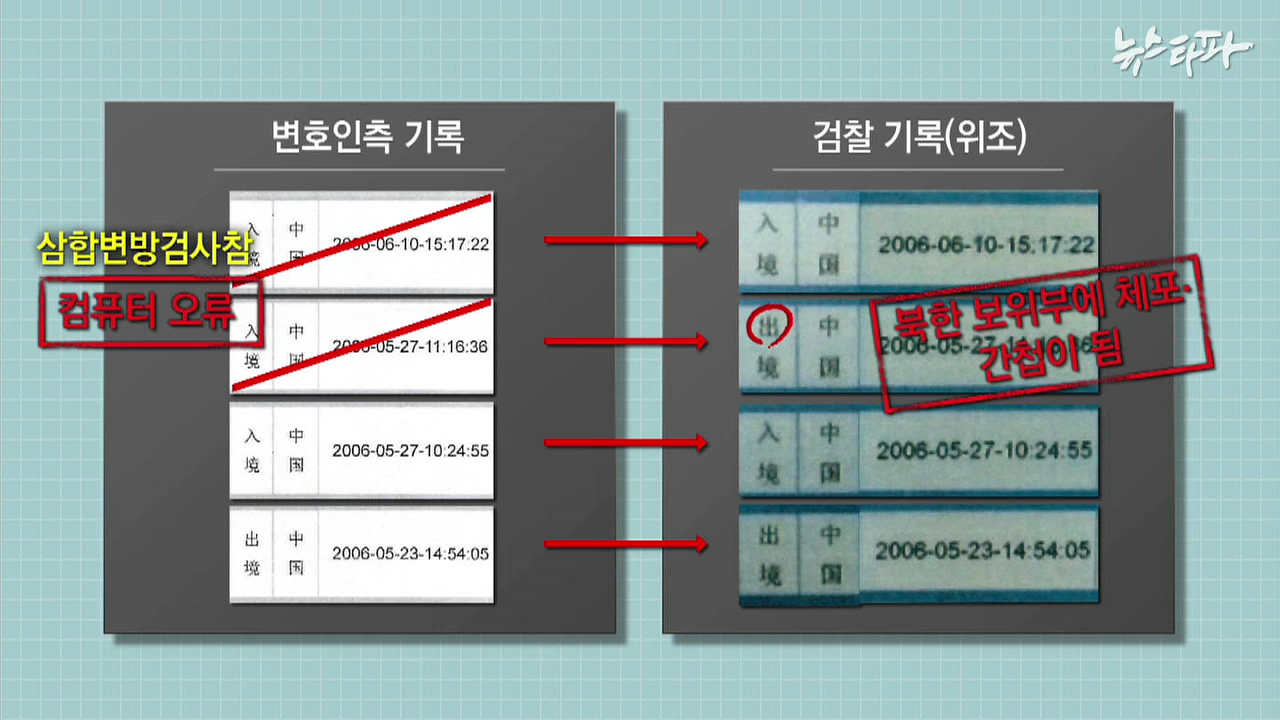 뉴스타파
변호인측 기록
入境 中国 2006-06-10-15:17:22
入境 中国 2006-05-27-11:16:36
入境 中国 2006-05-27-10:24:55
出境 中国 2006-05-23-14:54:05
삼합변방검사참
컴퓨터 오류
검찰 기록(위조)
入境 中国 2006-06-10-15:17:22
出境 中国 2006-05-27-11:16:36
入境 中国 2006-05-27-10:24:55
出境 中国 2006-05-23-14:54:05
북한 보위부에 체포·
간첩이 됨